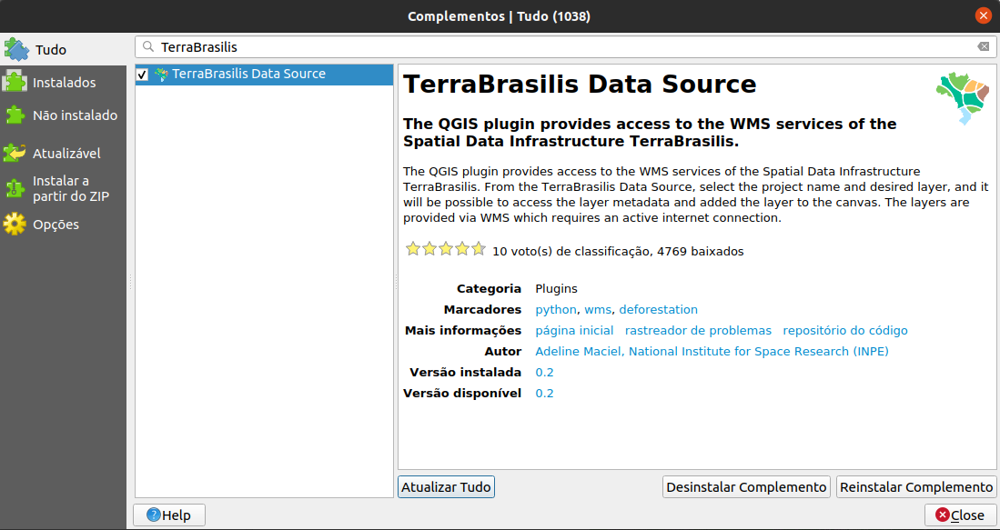 Complementos | Tudo (1038)
Tudo
Instalados
Não instalado
Atualizável
Instalar a
partir do ZIP
Opções
TerraBrasilis
TerraBrasilis Data Source
TerraBrasilis Data Source
The QGIS plugin provides access to the WMS services of the
Spatial Data Infrastructure TerraBrasilis.
The QGIS plugin provides access to the WMS services of the Spatial Data Infrastructure
TerraBrasilis. From the TerraBrasilis Data Source, select the project name and desired layer, and it
will be possible to access the layer metadata and added the layer to the canvas. The layers are
provided via WMS which requires an active internet connection.
10 voto(s) de classificação, 4769 baixados
Categoria Plugins
Marcadores python, wms, deforestation
Mais informações página inicial rastreador de problemas repositório do código
Autor Adeline Maciel, National Institute for Space Research (INPE)
Versão instalada 0.2
Versão disponível 0.2
Atualizar Tudo Desinstalar Complemento Reinstalar Complemento
Help Close